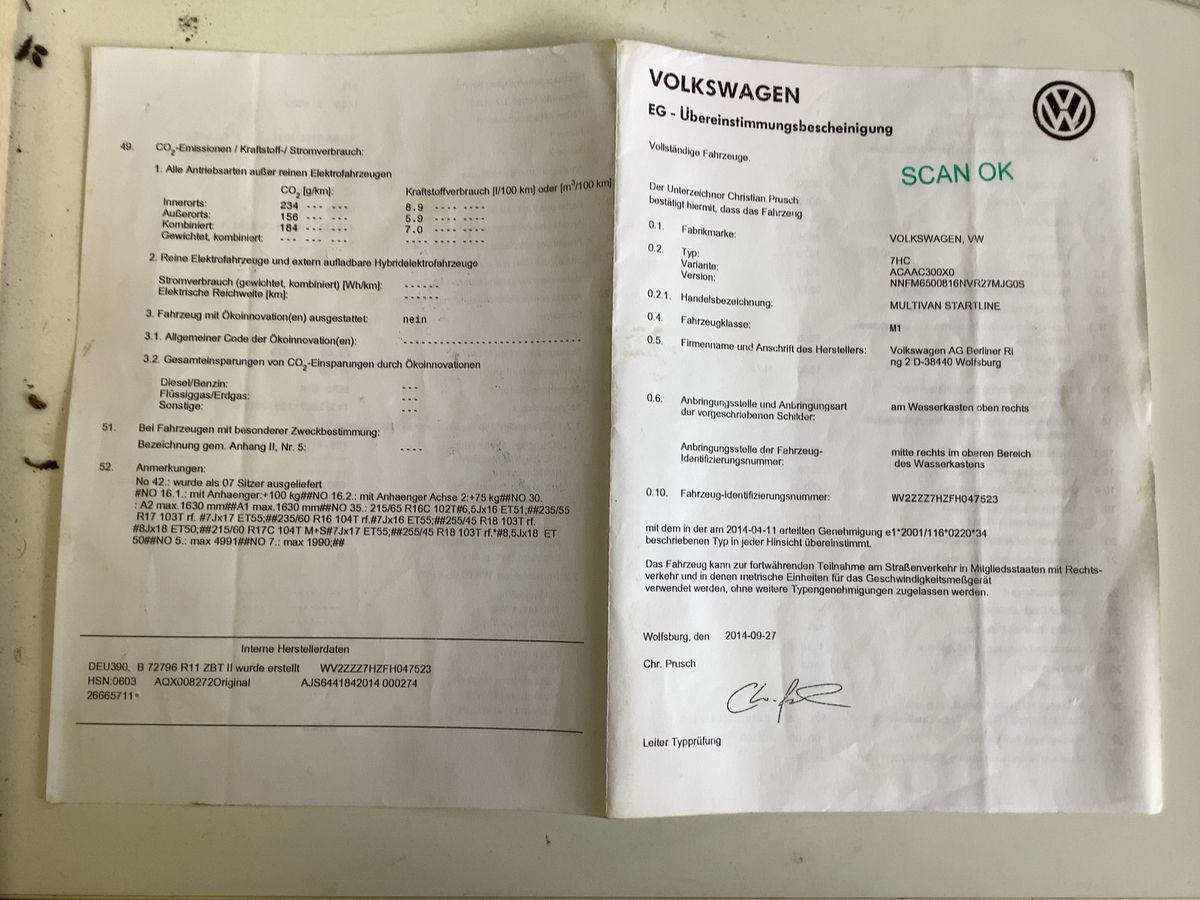 49. CO2-Emissionen / Kraftstoff-/ Stromverbrauch:
1. Alle Antriebsarten außer reinen Elektrofahrzeugen
CO2 [g/km]: Kraftstoffverbrauch [l/100 km] oder [m3/100 km]:
Innerorts: 234 --- --- 8.9 ---- ----
Außerorts: 156 --- --- 5.9 ---- ----
Kombiniert: 184 --- --- 7.0 ---- ----
Gewichtet, kombiniert: --- --- --- ---- ---- ----
2. Reine Elektrofahrzeuge und extern aufladbare Hybridelektrofahrzeuge
Stromverbrauch (gewichtet, kombiniert) [Wh/km]: ------
Elektrische Reichweite [km]: ------
3. Fahrzeug mit Ökoinnovation(en) ausgestattet: nein
3.1. Allgemeiner Code der Ökoinnovation(en): ------------------------------
3.2. Gesamteinsparungen von CO2-Einsparungen durch Ökoinnovationen
Diesel/Benzin: ---
Flüssiggas/Erdgas: ---
Sonstige: ---
51. Bei Fahrzeugen mit besonderer Zweckbestimmung:
Bezeichnung gem. Anhang II, Nr. 5: ----
52. Anmerkungen:
No 42.: wurde als 07 Sitzer ausgeliefert
#NO 16.1.: mit Anhaenger:+100 kg##NO 16.2.: mit Anhaenger Achse 2:+75 kg##NO 30.
: A2 max.1630 mm##A1 max.1630 mm##NO 35.: 215/65 R16C 102T#6,5Jx16 ET51;##235/55
R17 103T rf. #7Jx17 ET55;##235/60 R16 104T rf.#7Jx16 ET55;##255/45 R18 103T rf.
#8Jx18 ET50;##215/60 R17C 104T M+S#7Jx17 ET55;##255/45 R18 103T rf.*#8,5Jx18 ET
50##NO 5.: max 4991##NO 7.: max 1990;##
Interne Herstellerdaten
DEU390, B 72796 R11 ZBT II wurde erstellt WV2ZZZ7HZFH047523
HSN:0603 AQX008272Original AJS6441842014 000274
26665711*
VOLKSWAGEN
EG - Übereinstimmungsbescheinigung
Vollständige Fahrzeuge.
SCAN OK
Der Unterzeichner Christian Prusch
bestätigt hiermit, dass das Fahrzeug
0.1. Fabrikmarke: VOLKSWAGEN, VW
0.2. Typ: 7HC
Variante: ACAAC300X0
Version: NNFM6500816NVR27MJG0S
0.2.1. Handelsbezeichnung: MULTIVAN STARTLINE
0.4. Fahrzeugklasse: M1
0.5. Firmenname und Anschrift des Herstellers: Volkswagen AG Berliner Ri
ng 2 D-38440 Wolfsburg
0.6. Anbringungsstelle und Anbringungsart am Wasserkasten oben rechts
der vorgeschriebenen Schilder:
Anbringungsstelle der Fahrzeug- mitte rechts im oberen Bereich
Identifizierungsnummer: des Wasserkastens
0.10. Fahrzeug-Identifizierungsnummer: WV2ZZZ7HZFH047523
mit dem in der am 2014-04-11 erteilten Genehmigung e1*2001/116*0220*34
beschriebenen Typ in jeder Hinsicht übereinstimmt.
Das Fahrzeug kann zur fortwährenden Teilnahme am Straßenverkehr in Mitgliedsstaaten mit Rechts-
verkehr und in denen metrische Einheiten für das Geschwindigkeitsmeßgerät
verwendet werden, ohne weitere Typengenehmigungen zugelassen werden.
Wolfsburg, den 2014-09-27
Chr. Prusch
Leiter Typprüfung